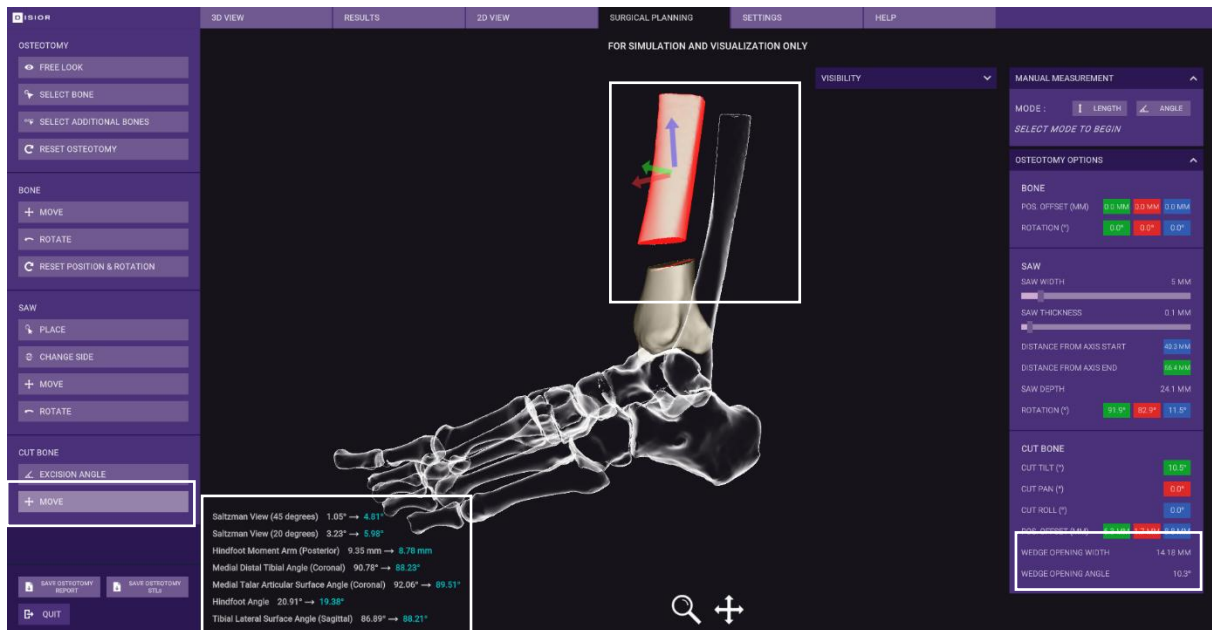 DISIOR
3D VIEW
RESULTS
2D VIEW
SURGICAL PLANNING
SETTINGS
HELP
OSTEOTOMY
FREE LOOK
SELECT BONE
SELECT ADDITIONAL BONES
RESET OSTEOTOMY
BONE
MOVE
ROTATE
RESET POSITION & ROTATION
SAW
PLACE
CHANGE SIDE
MOVE
ROTATE
CUT BONE
EXCISION ANGLE
MOVE
SAVE OSTEOTOMY
REPORT
SAVE OSTEOTOMY
STLs
QUIT
FOR SIMULATION AND VISUALIZATION ONLY
VISIBILITY
Saltzman View (45 degrees) 1.05° → 4.81°
Saltzman View (20 degrees) 3.23° → 5.98°
Hindfoot Moment Arm (Posterior) 9.35 mm → 8.78 mm
Medial Distal Tibial Angle (Coronal) 90.78° → 88.23°
Medial Talar Articular Surface Angle (Coronal) 92.06° → 89.51°
Hindfoot Angle 20.91° → 19.38°
Tibial Lateral Surface Angle (Sagittal) 86.89° → 88.21°
MANUAL MEASUREMENT
MODE : LENGTH ANGLE
SELECT MODE TO BEGIN
OSTEOTOMY OPTIONS
BONE
POS. OFFSET (MM) 0.0 MM 0.0 MM 0.0 MM
ROTATION (°) 0.0° 0.0° 0.0°
SAW
SAW WIDTH 5 MM
SAW THICKNESS 0.1 MM
DISTANCE FROM AXIS START
DISTANCE FROM AXIS END
SAW DEPTH 24.1 MM
ROTATION (°) 91.9° 82.9° 11.5°
CUT BONE
CUT TILT (°) 10.5°
CUT PAN (°) 0.0°
CUT ROLL (°) 0.0°
POS. OFFSET (MM)
WEDGE OPENING WIDTH 14.18 MM
WEDGE OPENING ANGLE 10.3°